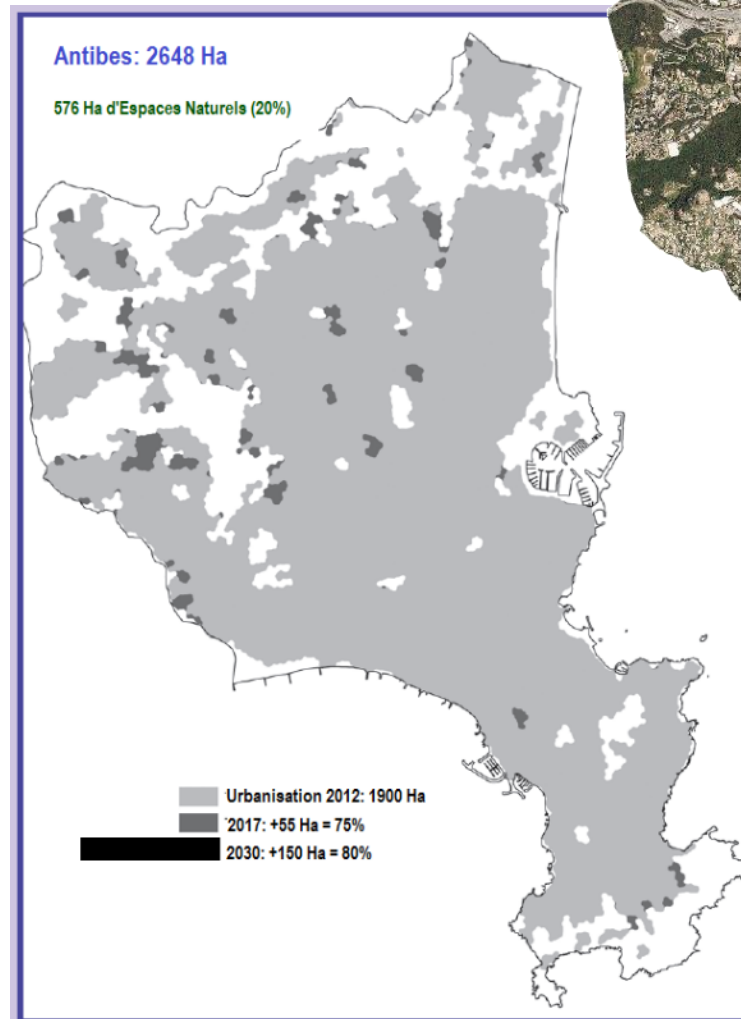 Antibes: 2648 Ha
576 Ha d'Espaces Naturels (20%)
Urbanisation 2012: 1900 Ha
2017: +55 Ha = 75%
2030: +150 Ha = 80%